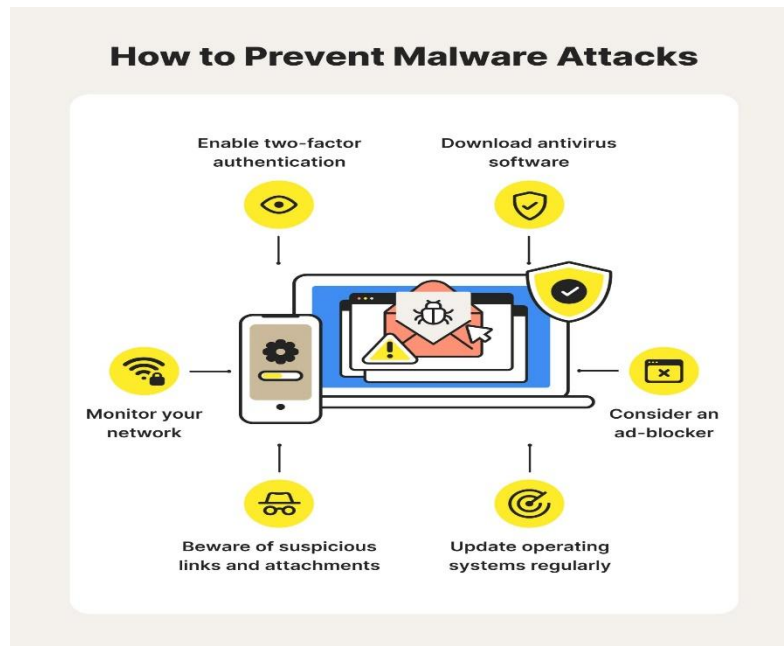 How to Prevent Malware Attacks
Enable two-factor
authentication
Download antivirus
software
Monitor your
network
Consider an
ad-blocker
Beware of suspicious
links and attachments
Update operating
systems regularly